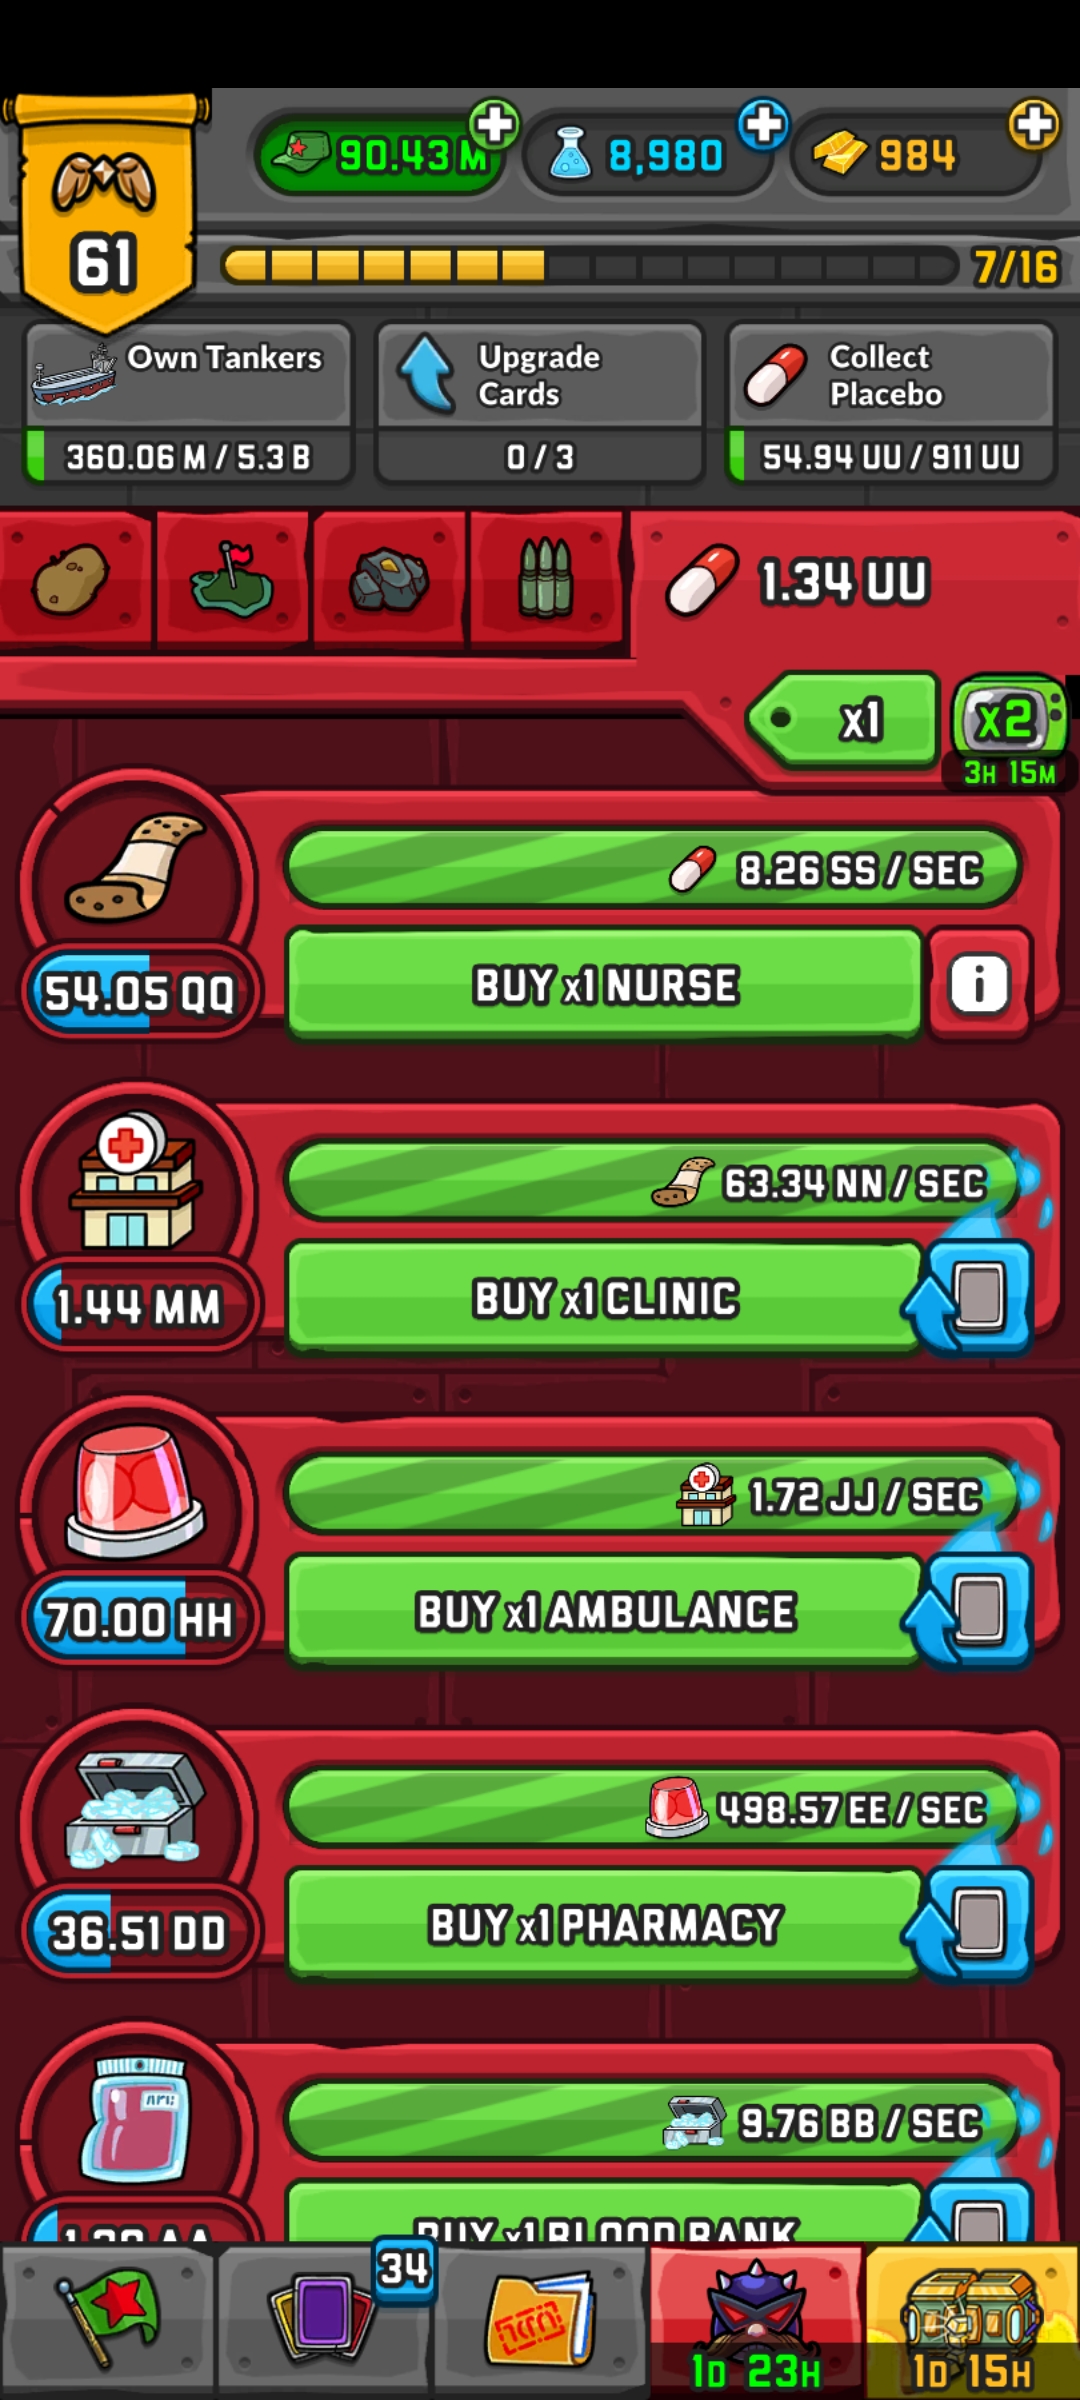 90.43 M
8,980
984
61
7/16
Own Tankers
360.06 M / 5.3 B
Upgrade
Cards
0 / 3
Collect
Placebo
54.94 UU / 911 UU
1.34 UU
x1
x2
3H 15M
8.26 SS / SEC
54.05 QQ
BUY x1 NURSE
i
63.34 NN / SEC
1.44 MM
BUY x1 CLINIC
1.72 JJ / SEC
70.00 HH
BUY x1 AMBULANCE
498.57 EE / SEC
36.51 DD
BUY x1 PHARMACY
9.76 BB / SEC
BUY x1 BLOOD BANK
34
1D 23H
1D 15H